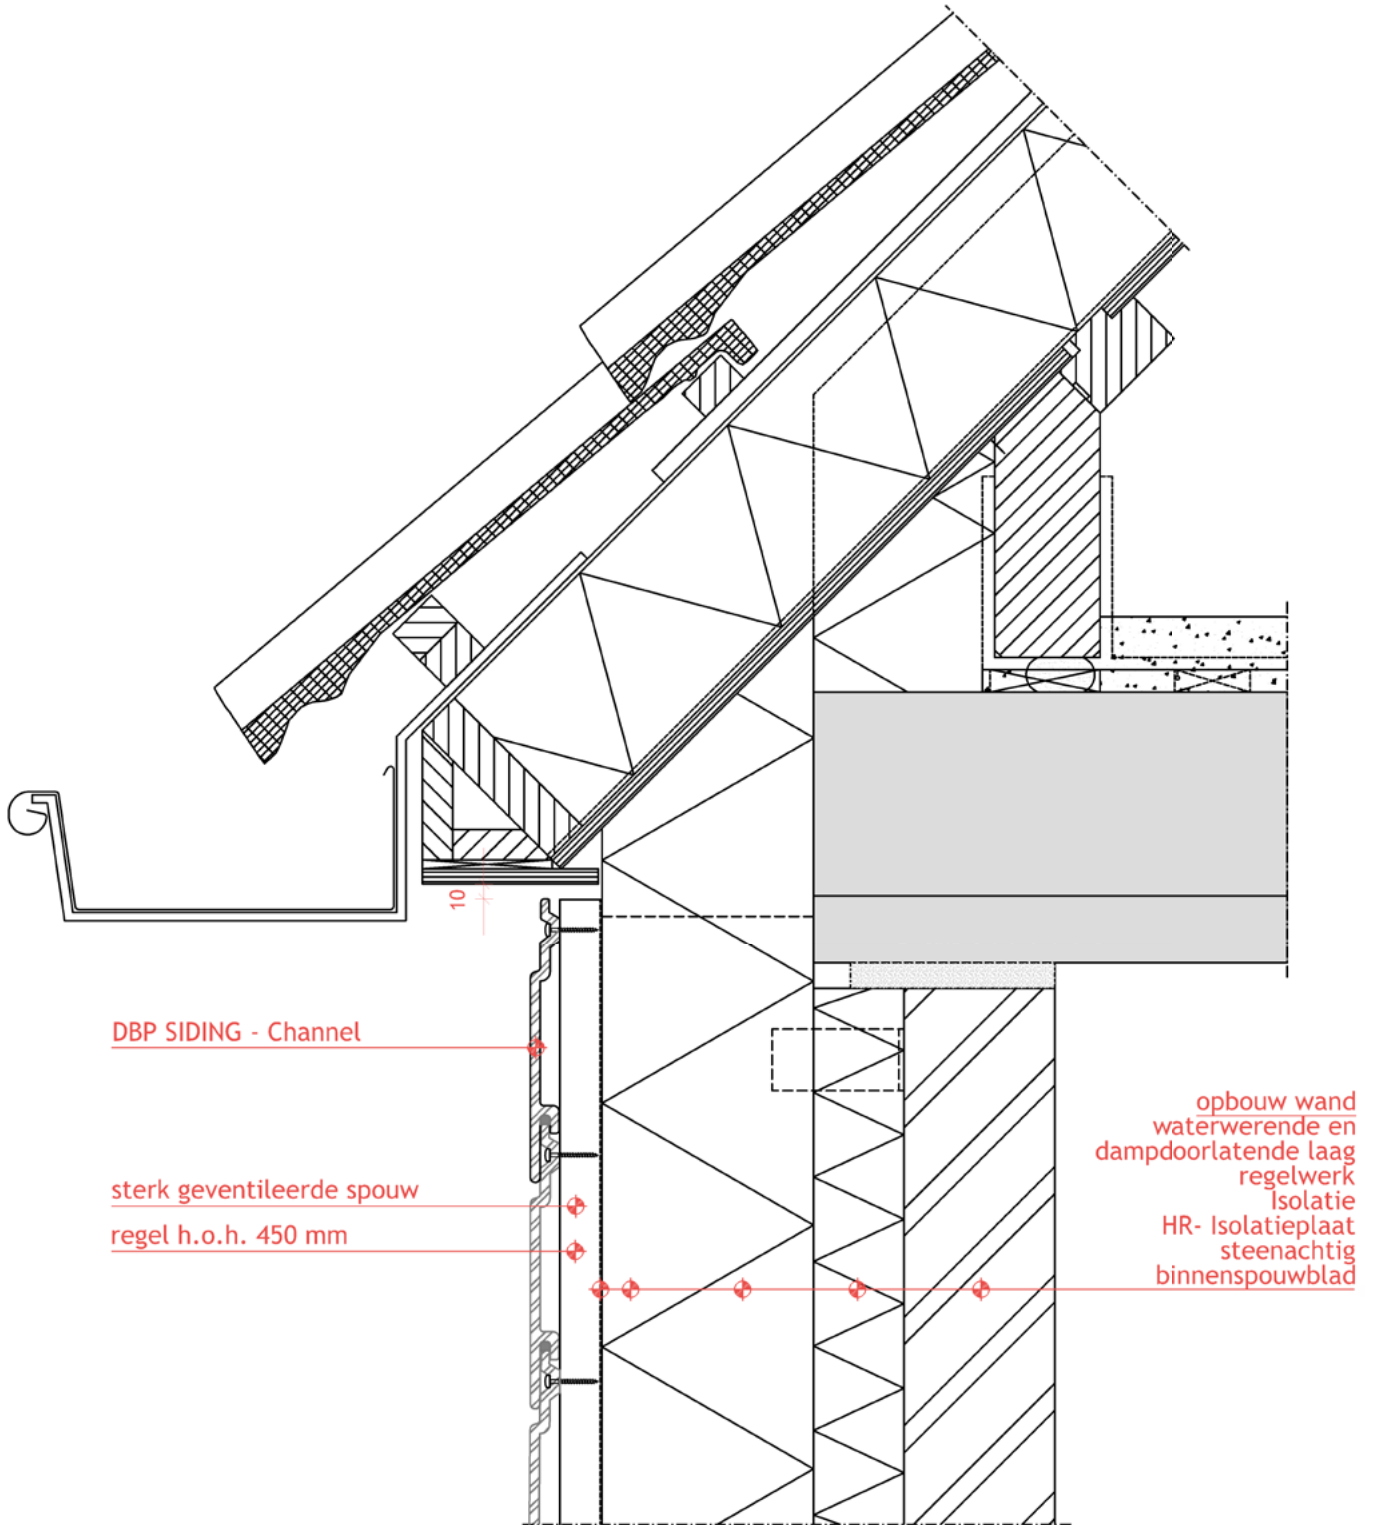 10
DBP SIDING - Channel
sterk geventileerde spouw
regel h.o.h. 450 mm
opbouw wand
waterwerende en
dampdoorlatende laag
regelwerk
Isolatie
HR- Isolatieplaat
steenachtig
binnenspouwblad